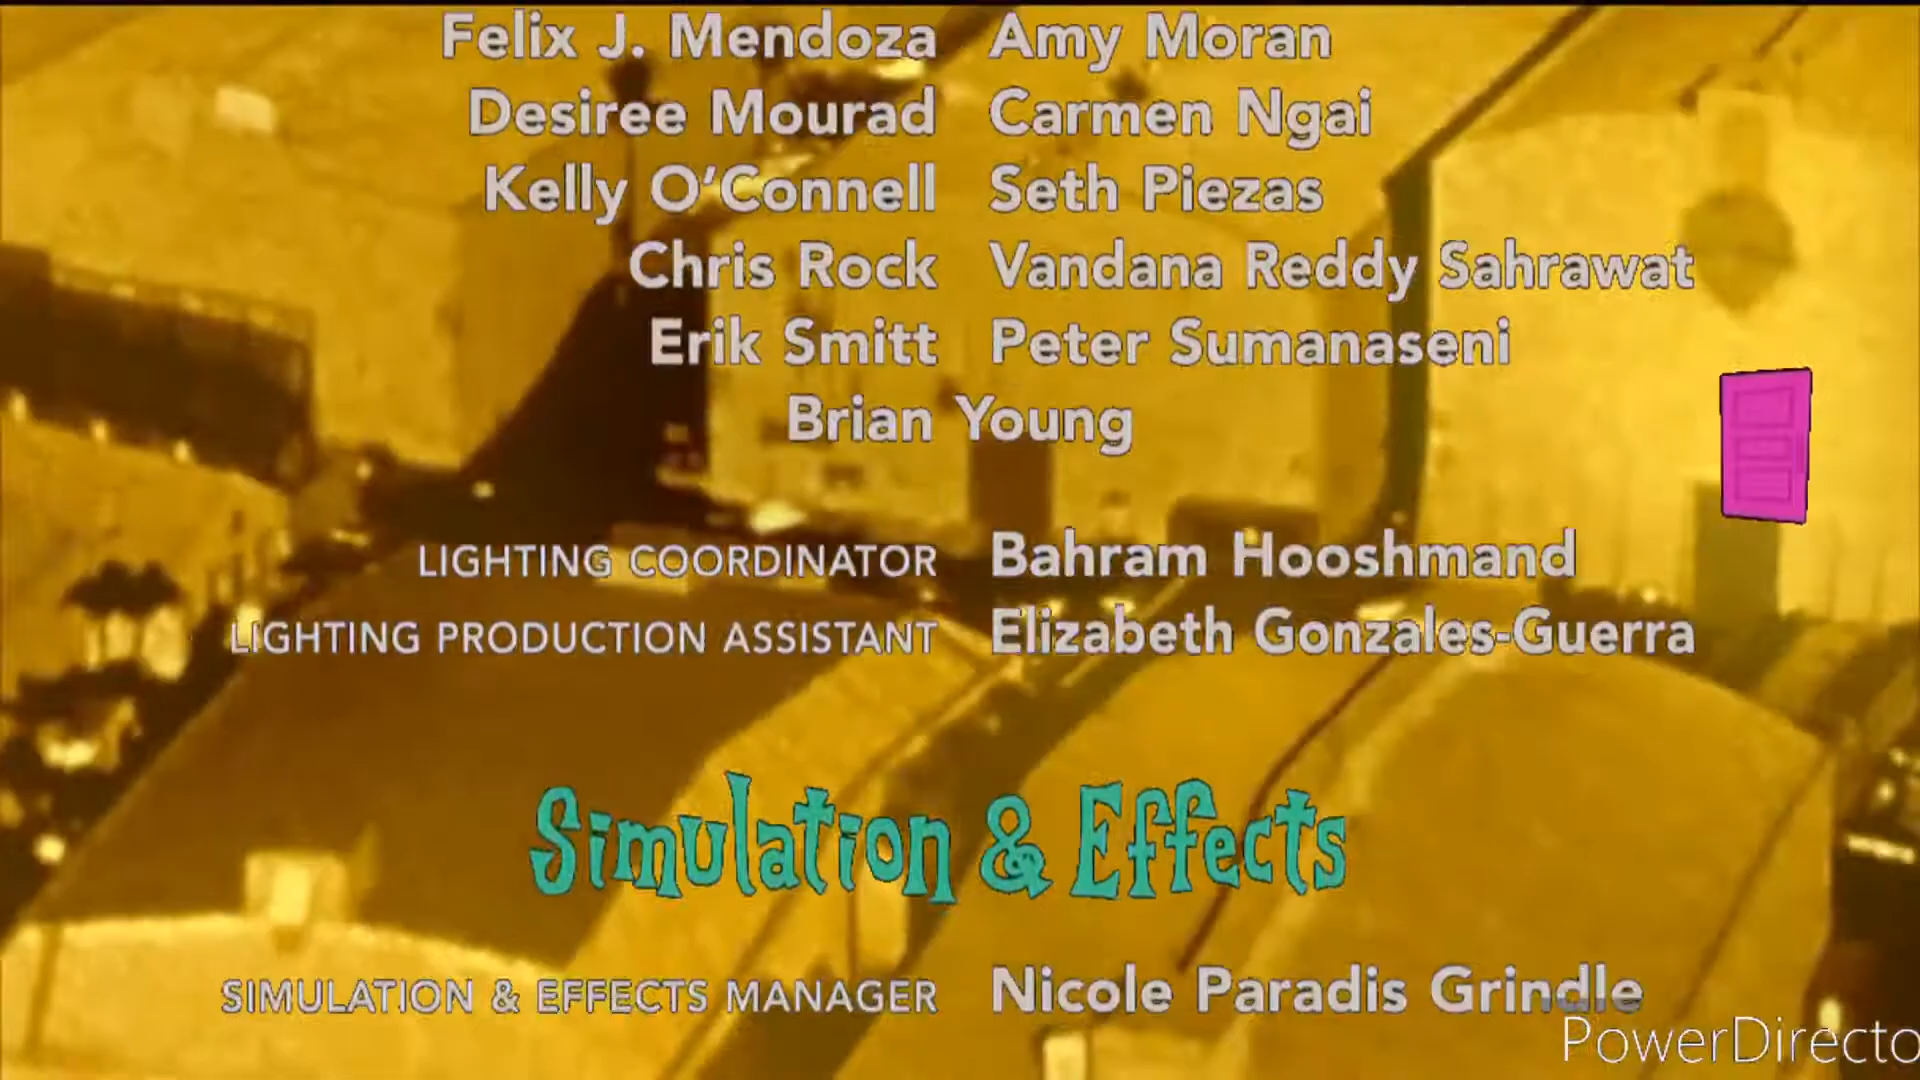 Felix J. Mendoza Amy Moran
Desiree Mourad Carmen Ngai
Kelly O'Connell Seth Piezas
Chris Rock Vandana Reddy Sahrawat
Erik Smitt Peter Sumanaseni
Brian Young
LIGHTING COORDINATOR Bahram Hooshmand
LIGHTING PRODUCTION ASSISTANT Elizabeth Gonzales-Guerra
Simulation & Effects
SIMULATION & EFFECTS MANAGER Nicole Paradis Grindle
PowerDirecto